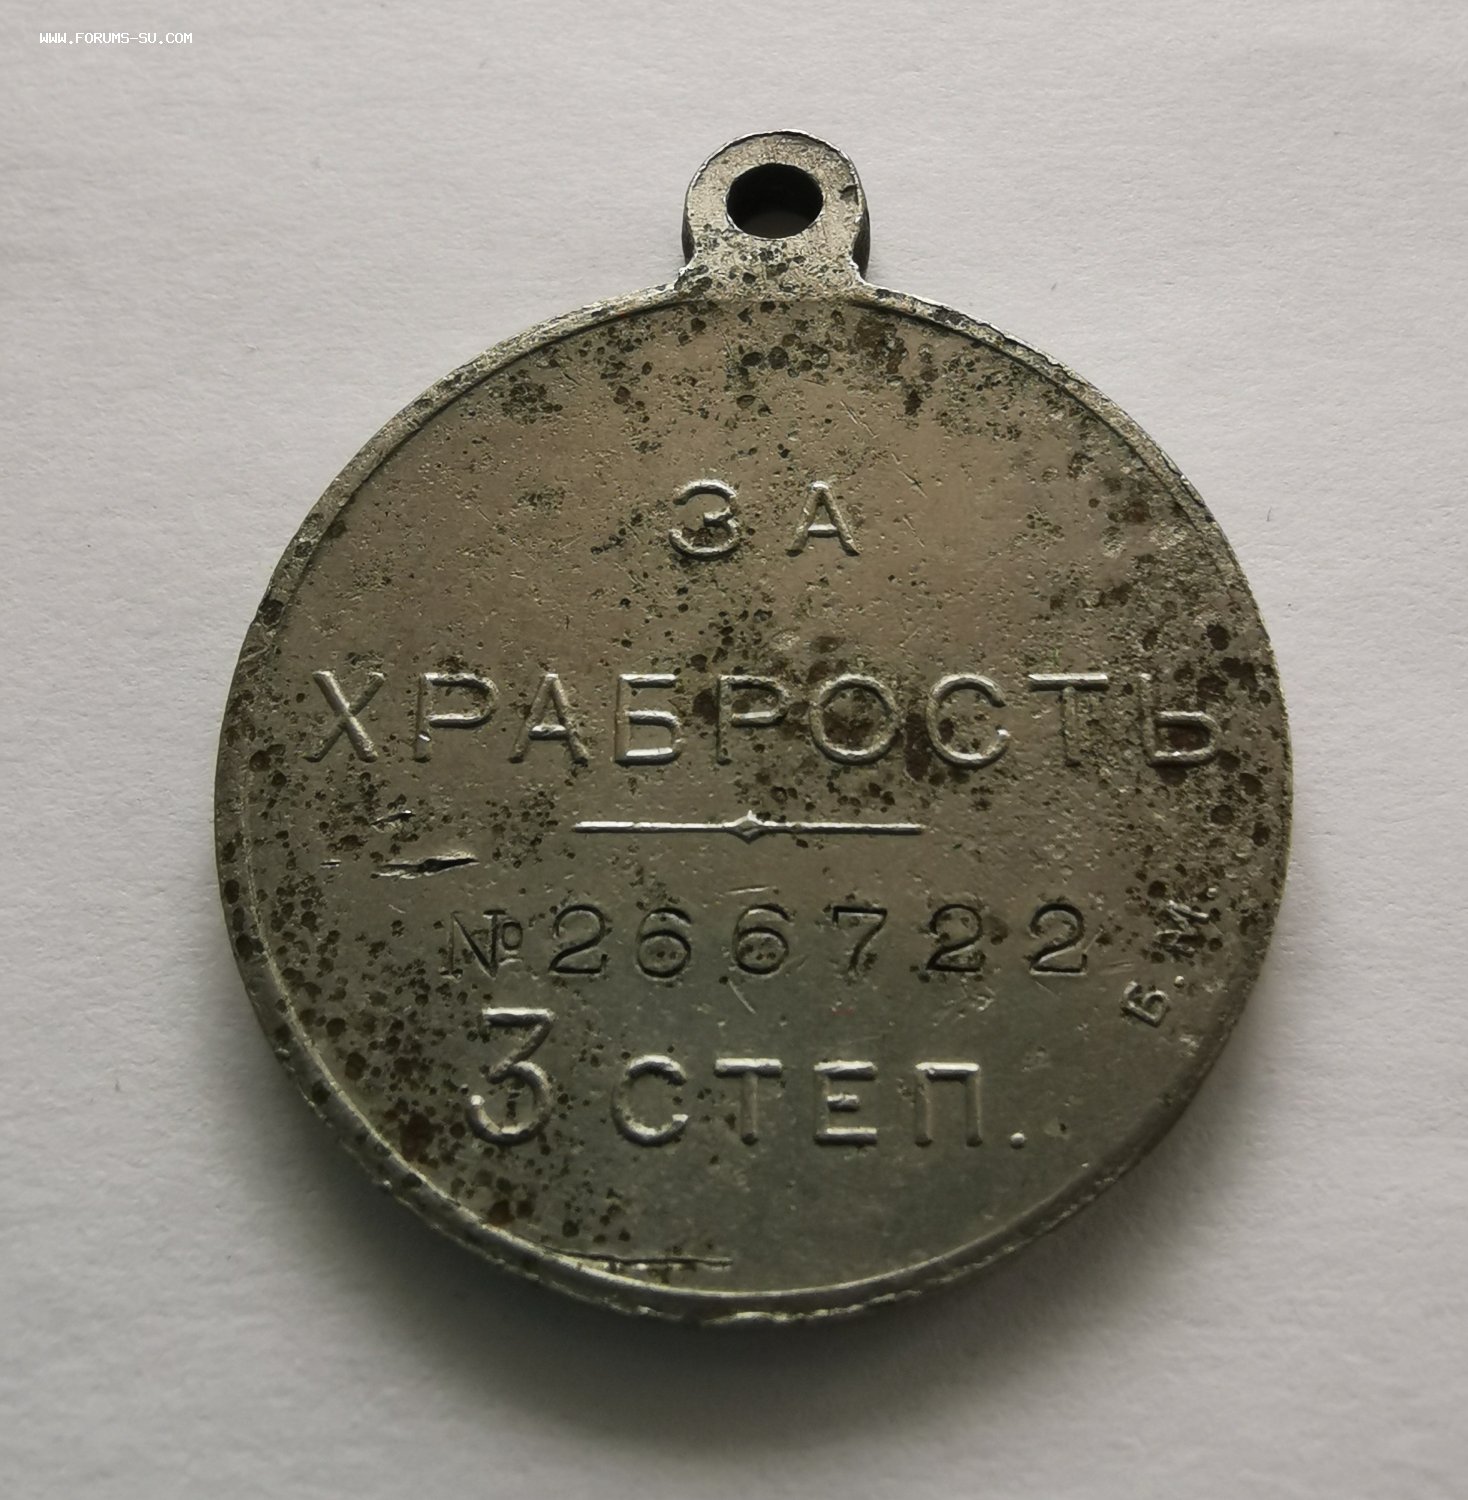 WWW.FORUMS-SU.COM
ЗА
ХРАБРОСТЬ
№266722
Б.М.
3 СТЕП.